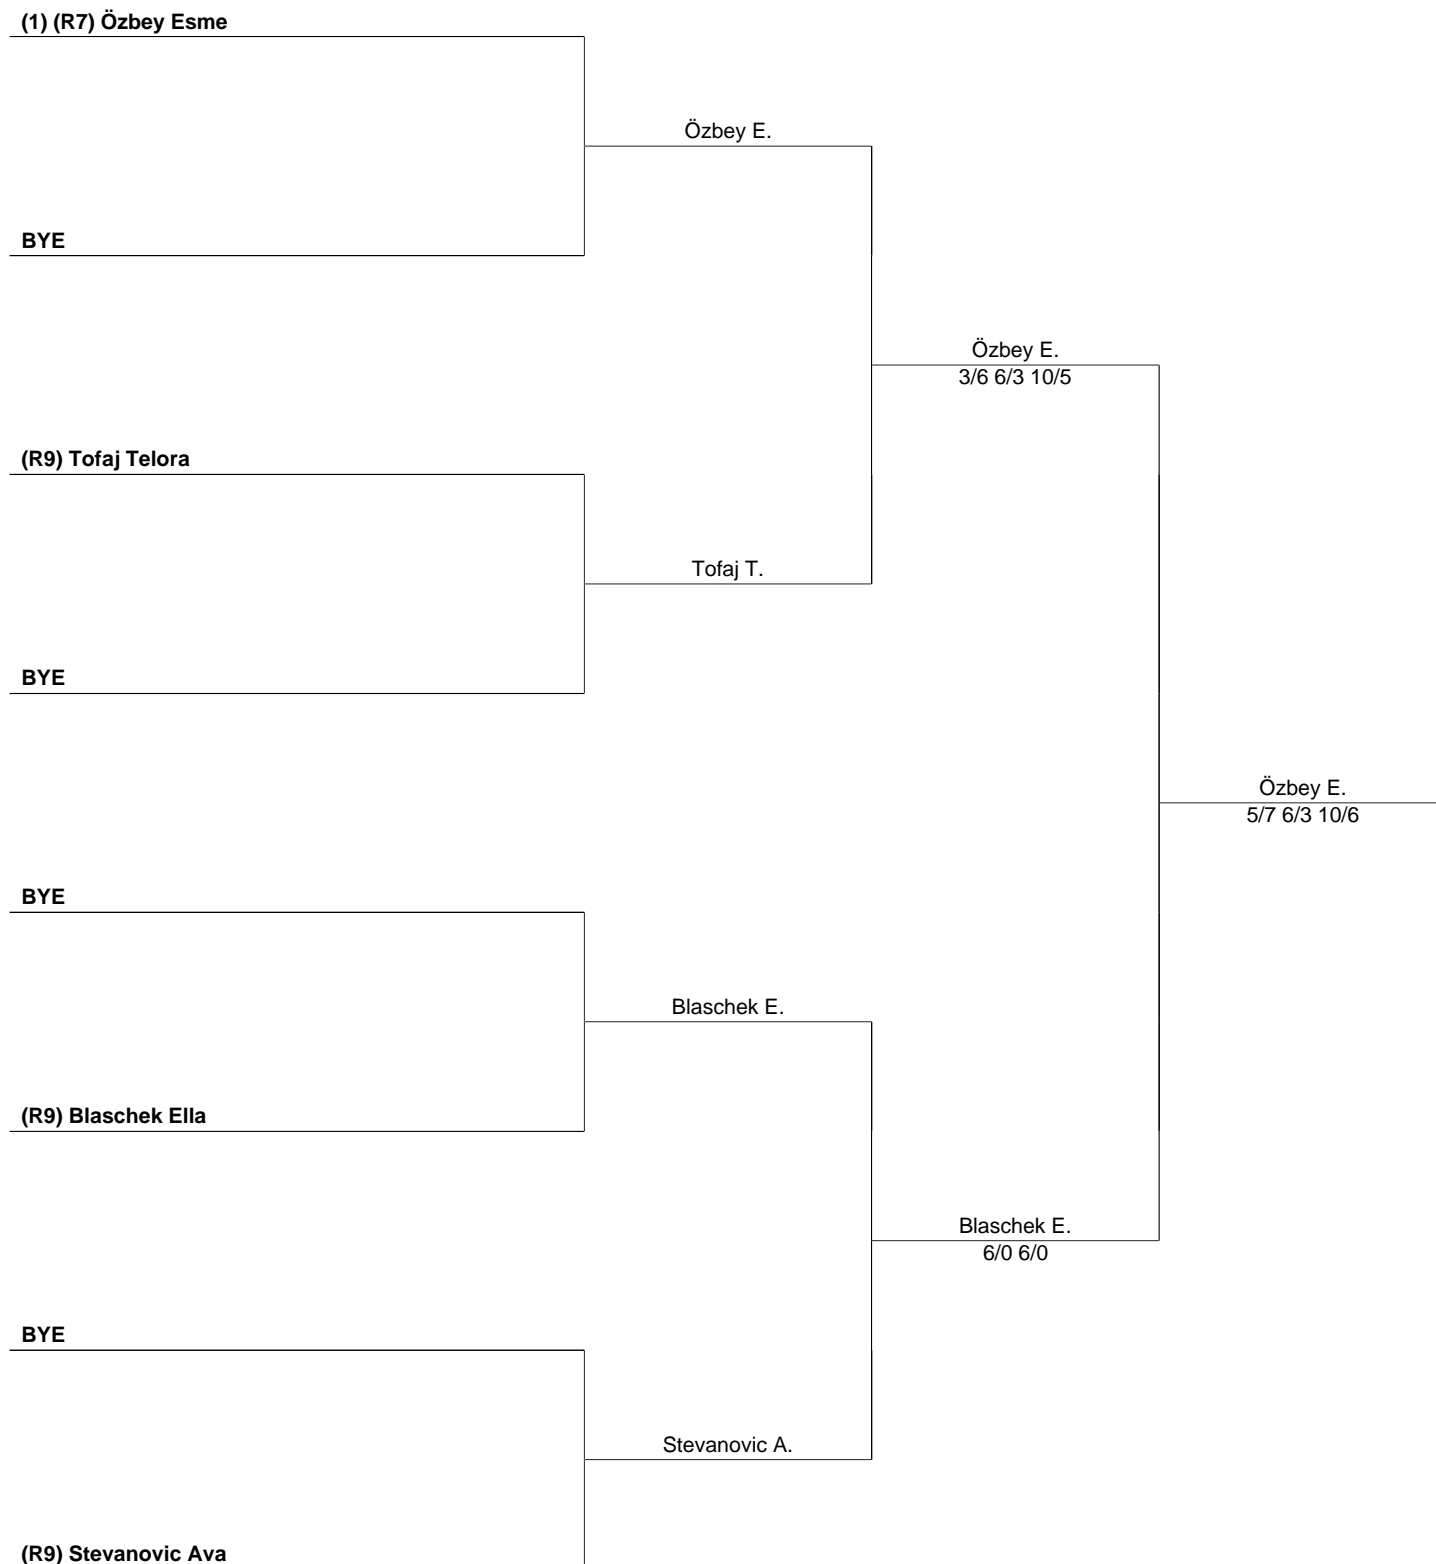 (1) (R7) Özbey Esme
Özbey E.
BYE
Özbey E.
3/6 6/3 10/5
(R9) Tofaj Telora
Tofaj T.
BYE
Özbey E.
5/7 6/3 10/6
BYE
Blaschek E.
(R9) Blaschek Ella
Blaschek E.
6/0 6/0
BYE
Stevanovic A.
(R9) Stevanovic Ava